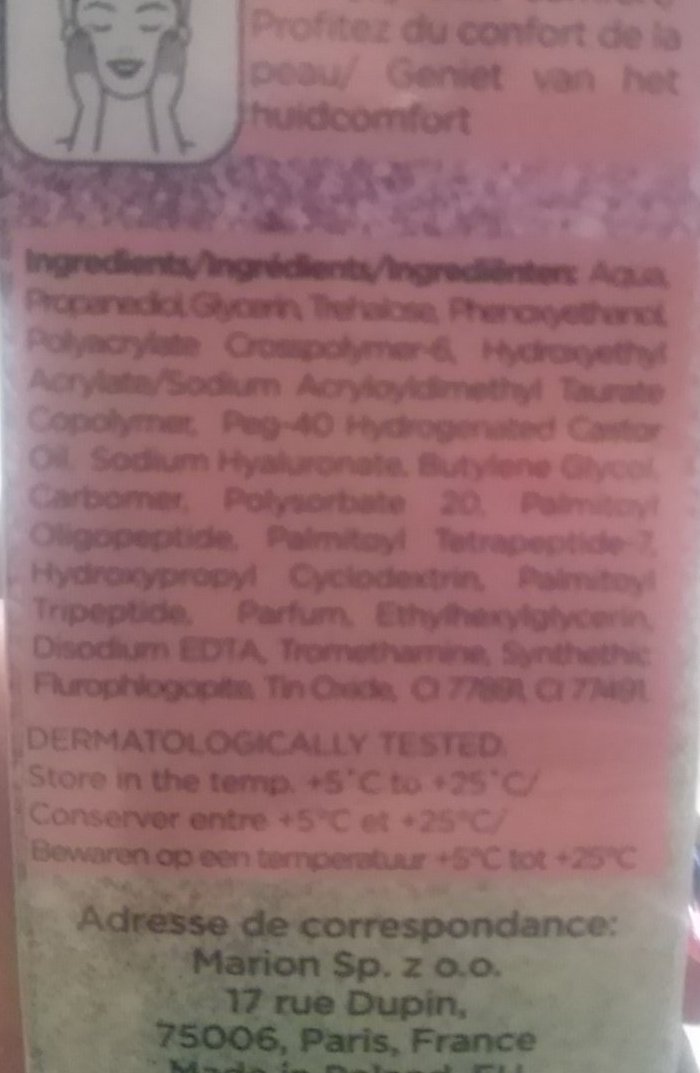 Profitez du confort de la
peau/ Geniet van het
huidcomfort
Ingredients/Ingrédients/Ingrediënten: Aqua,
Propanediol, Glycerin, Trehalose, Phenoxyethanol,
Polyacrylate Crosspolymer-6, Hydroxyethyl
Acrylate/Sodium Acryloyldimethyl Taurate
Copolymer, Peg-40 Hydrogenated Castor
Oil, Sodium Hyaluronate, Butylene Glycol,
Carbomer, Polysorbate 20, Palmitoyl
Oligopeptide, Palmitoyl Tetrapeptide-7,
Hydroxypropyl Cyclodextrin, Palmitoyl
Tripeptide, Parfum, Ethylhexylglycerin,
Disodium EDTA, Tromethamine, Synthethic
Flurophlogopite, Tin Oxide, CI 77891, CI 77491.
DERMATOLOGICALLY TESTED.
Store in the temp. +5°C to +25°C/
Conserver entre +5°C et +25°C/
Bewaren op een temperatuur +5°C tot +25°C
Adresse de correspondance:
Marion Sp. z o.o.
17 rue Dupin,
75006, Paris, France
Made in Poland, EU